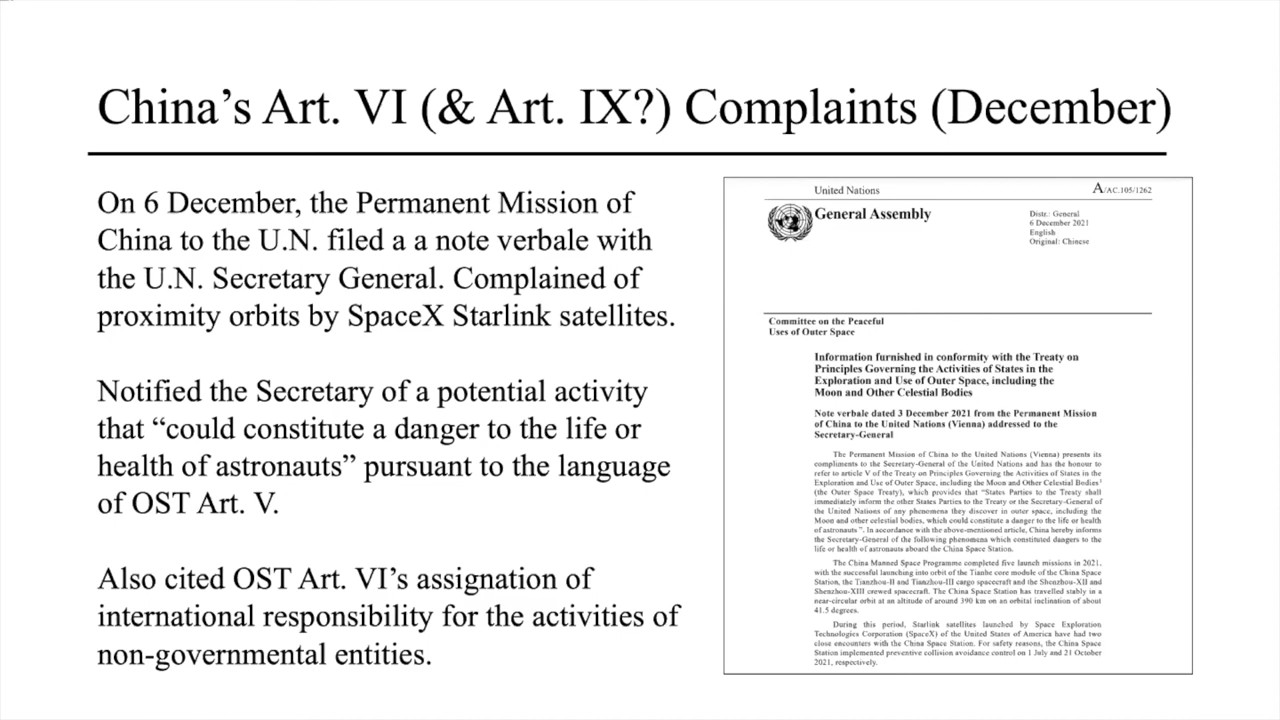 China’s Art. VI (& Art. IX?) Complaints (December)
On 6 December, the Permanent Mission of
China to the U.N. filed a a note verbale with
the U.N. Secretary General. Complained of
proximity orbits by SpaceX Starlink satellites.
Notified the Secretary of a potential activity
that “could constitute a danger to the life or
health of astronauts” pursuant to the language
of OST Art. V.
Also cited OST Art. VI’s assignation of
international responsibility for the activities of
non-governmental entities.
United Nations
A/AC.105/1262
General Assembly
Distr.: General
6 December 2021
English
Original: Chinese
Committee on the Peaceful
Uses of Outer Space
Information furnished in conformity with the Treaty on
Principles Governing the Activities of States in the
Exploration and Use of Outer Space, including the
Moon and Other Celestial Bodies
Note verbale dated 3 December 2021 from the Permanent Mission
of China to the United Nations (Vienna) addressed to the
Secretary-General
The Permanent Mission of China to the United Nations (Vienna) presents its
compliments to the Secretary-General of the United Nations and has the honour to
refer to article V of the Treaty on Principles Governing the Activities of States in the
Exploration and Use of Outer Space, including the Moon and Other Celestial Bodies¹
(the Outer Space Treaty), which provides that “States Parties to the Treaty shall
immediately inform the other States Parties to the Treaty or the Secretary-General of
the United Nations of any phenomena they discover in outer space, including the
Moon and other celestial bodies, which could constitute a danger to the life or health
of astronauts ”. In accordance with the above-mentioned article, China hereby informs
the Secretary-General of the following phenomena which constituted dangers to the
life or health of astronauts aboard the China Space Station.
The China Manned Space Programme completed five launch missions in 2021,
with the successful launching into orbit of the Tianhe core module of the China Space
Station, the Tianzhou-II and Tianzhou-III cargo spacecraft and the Shenzhou-XII and
Shenzhou-XIII crewed spacecraft. The China Space Station has travelled stably in a
near-circular orbit at an altitude of around 390 km on an orbital inclination of about
41.5 degrees.
During this period, Starlink satellites launched by Space Exploration
Technologies Corporation (SpaceX) of the United States of America have had two
close encounters with the China Space Station. For safety reasons, the China Space
Station implemented preventive collision avoidance control on 1 July and 21 October
2021, respectively.